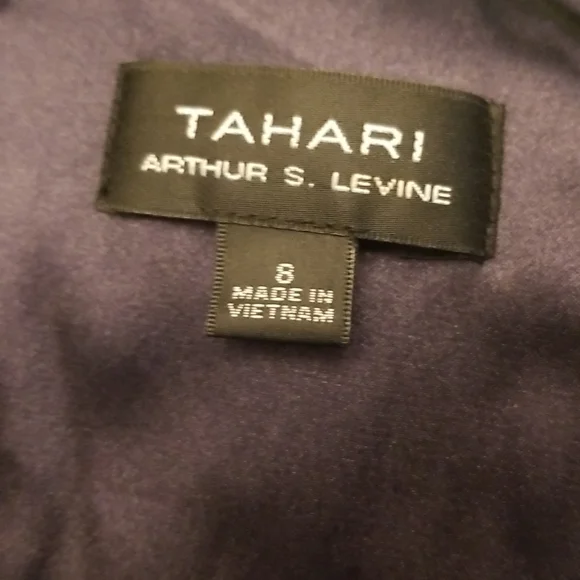 TAHARI
ARTHUR S. LEVINE
8
MADE IN
VIETNAM